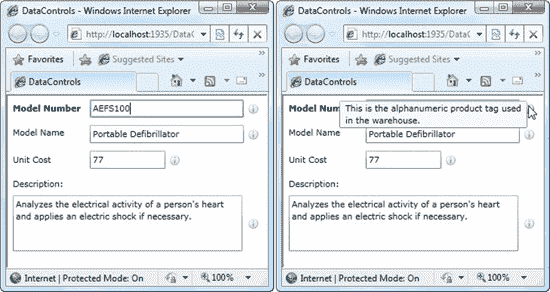 DataControls - Windows Internet Explorer
http://localhost:1935/DataC
Favorites
Suggested Sites
DataControls
Model Number
AEFS100
Model Name
Portable Defibrillator
Unit Cost
77
Description:
Analyzes the electrical activity of a person's heart
and applies an electric shock if necessary.
Internet | Protected Mode: On
100%
DataControls - Windows Internet Explorer
http://localhost:1935/DataC
Favorites
Suggested Sites
DataControls
Model Num
This is the alphanumeric product tag used
in the warehouse.
Model Name
Portable Defibrillator
Unit Cost
77
Description:
Analyzes the electrical activity of a person's heart
and applies an electric shock if necessary.
Internet | Protected Mode: On
100%